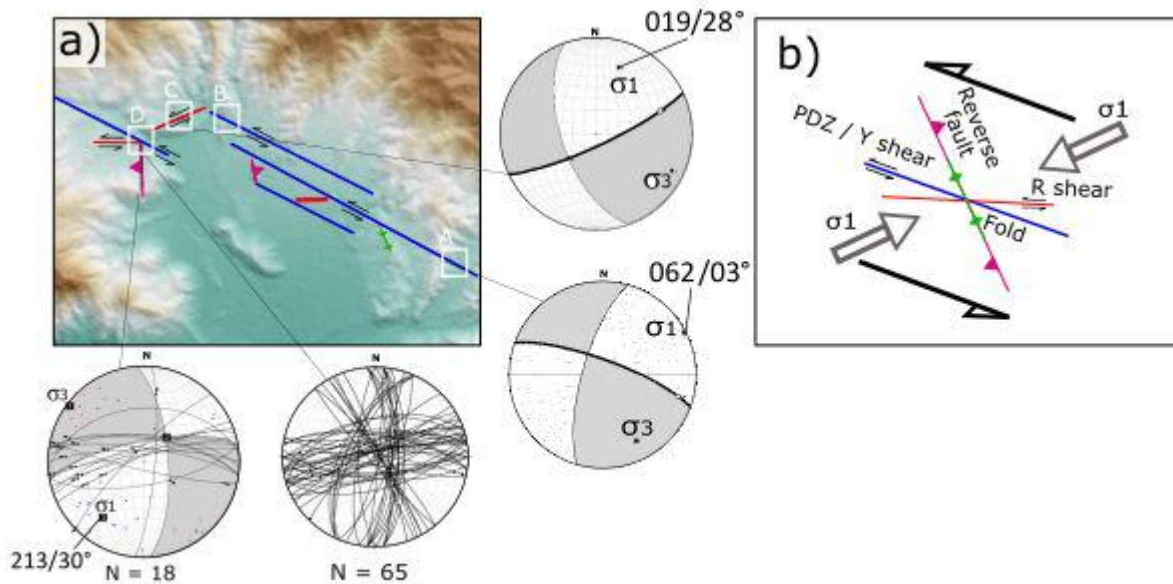 a)
D
C
B
A
N
019/28°
σ1
σ3
N
062/03°
σ1
σ3
N
σ3
σ1
213/30°
N = 18
N
N = 65
b)
σ1
PDZ / Y shear
Reverse
fault
R shear
Fold
σ1